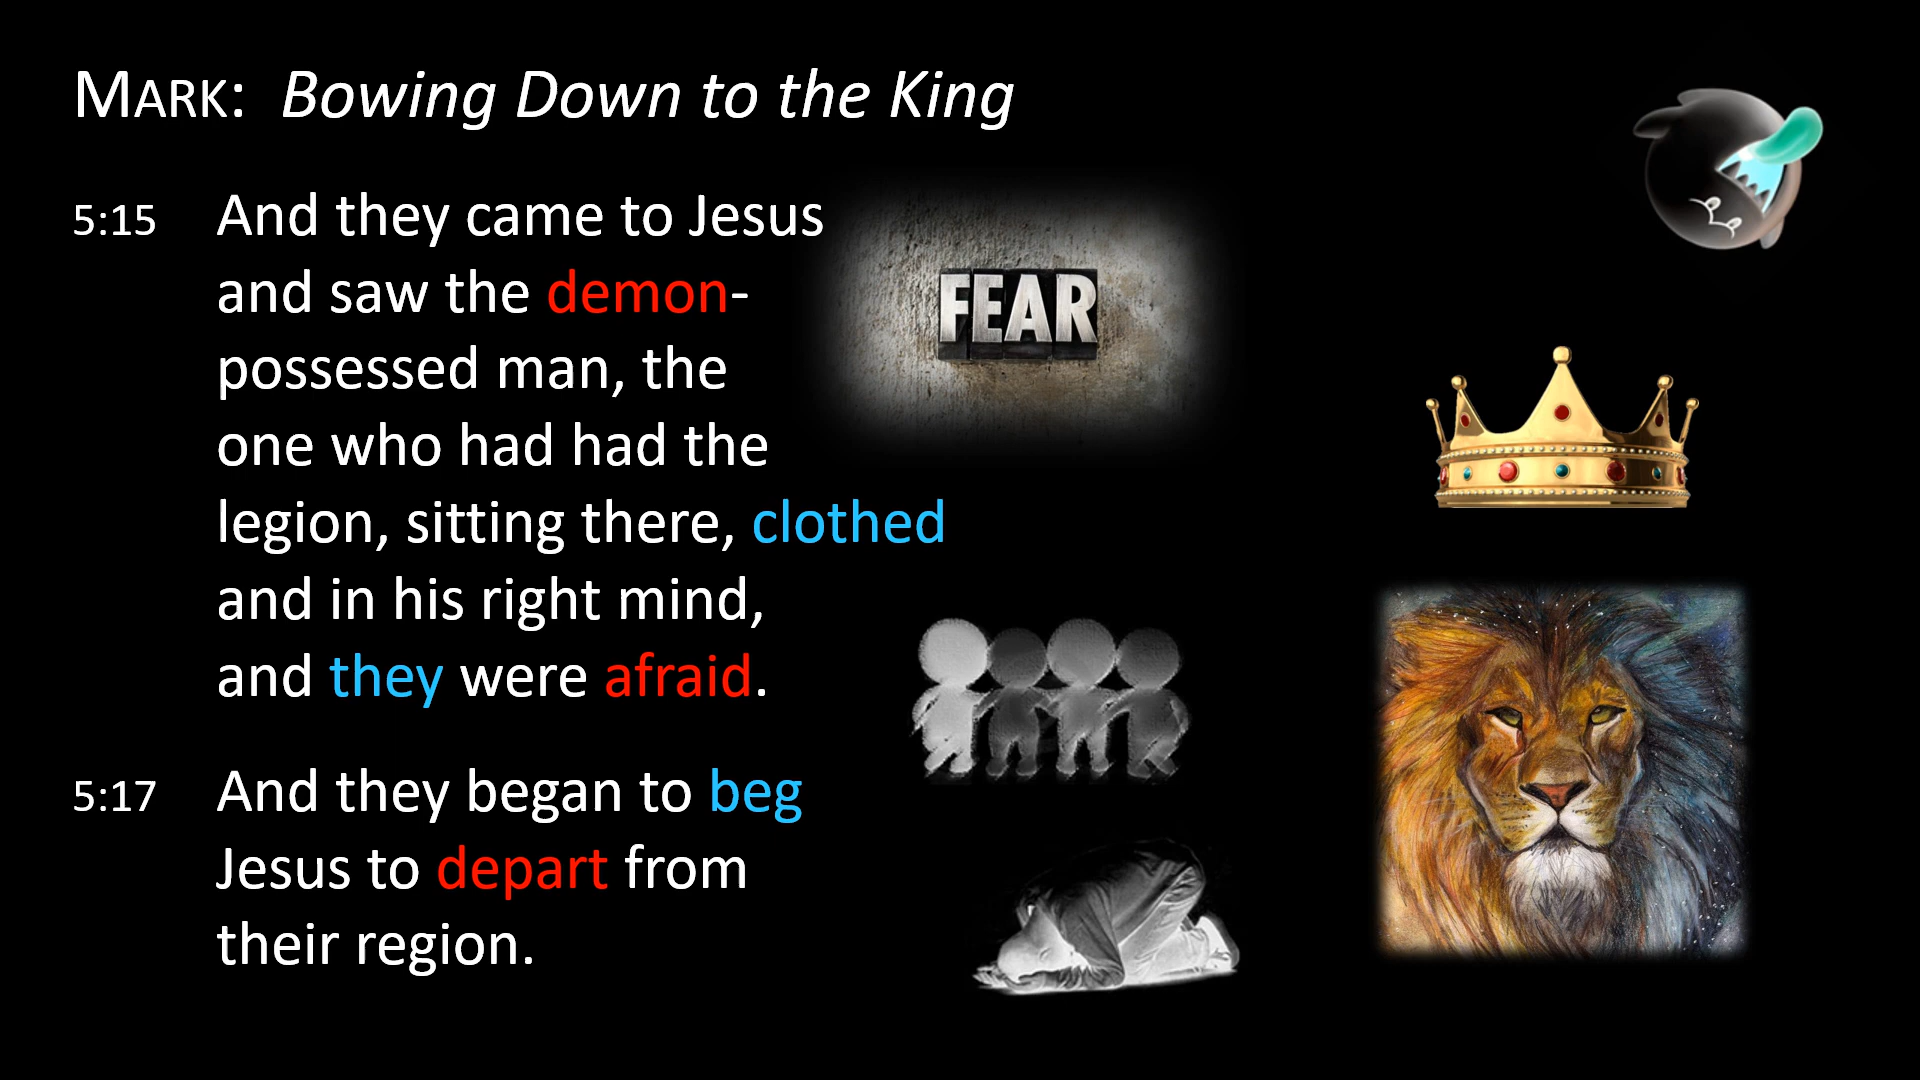 MARK: Bowing Down to the King
5:15 And they came to Jesus
and saw the demon-
possessed man, the
one who had had the
legion, sitting there, clothed
and in his right mind,
and they were afraid.
5:17 And they began to beg
Jesus to depart from
their region.
FEAR